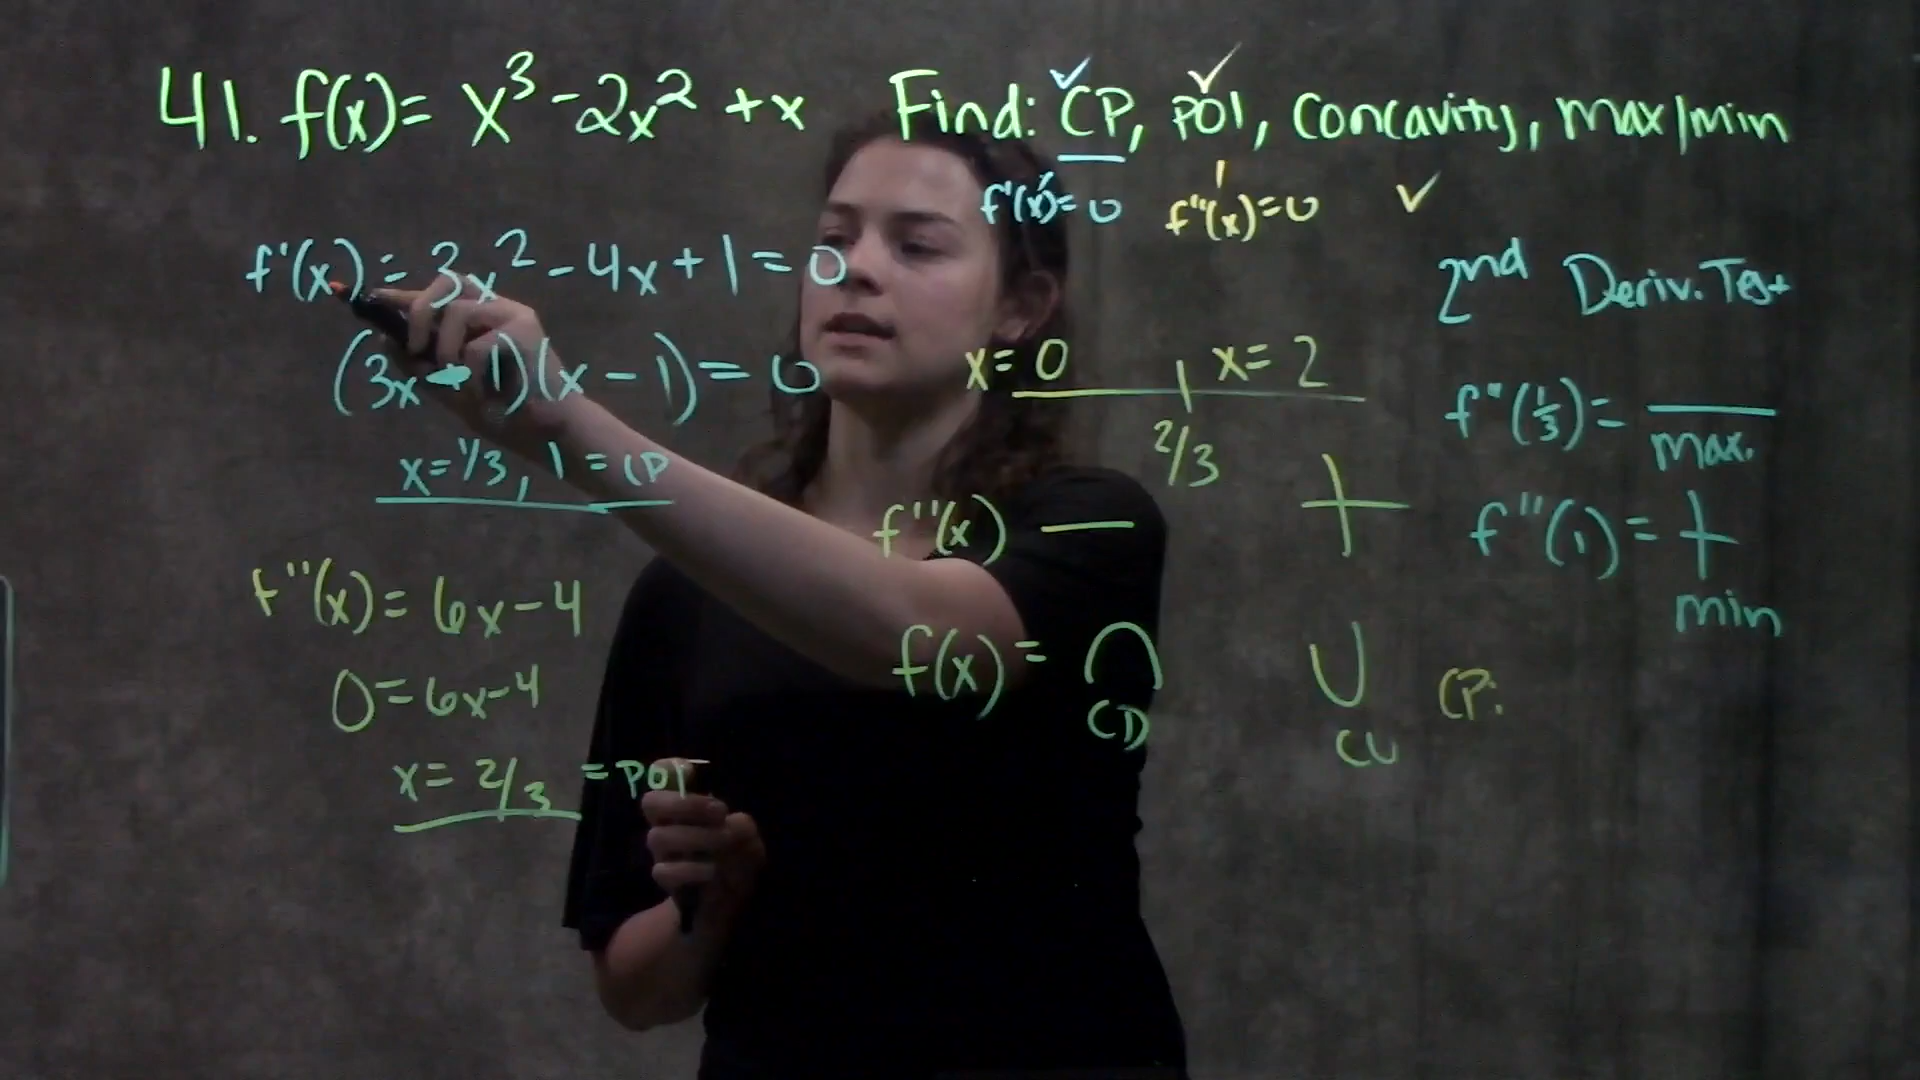 41. f(x)= x³-2x²+x Find: CP, POI, Concavity, max/min
f'(x)=0 f''(x)=0
f'(x)= 3x²-4x+1=0
2nd Deriv. Test
(3x-1)(x-1)=0
x=0 x=2
2/3
f''(1/3)= —
max.
x=1/3, 1 = CP
f''(x) — +
f''(1)= +
min
f''(x)= 6x-4
f(x)= ∩ ∪
CD CU
CP:
0=6x-4
x= 2/3 = POI